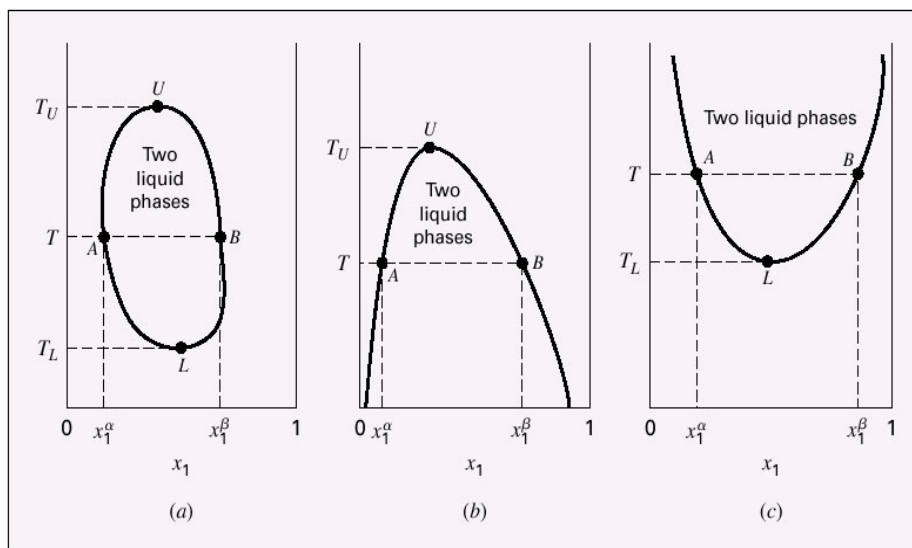 U
T_U
Two
liquid
phases
T
A
B
T_L
L
0
x_1^α
x_1^β
1
x_1
(a)
U
T_U
Two
liquid
phases
T
A
B
0
x_1^α
x_1^β
1
x_1
(b)
Two liquid phases
A
B
T
T_L
L
0
x_1^α
x_1^β
1
x_1
(c)